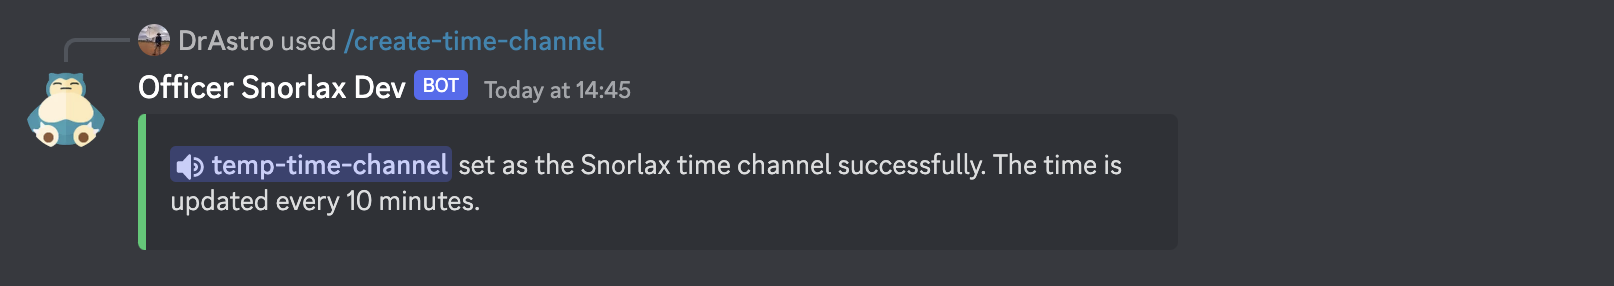 DrAstro used /create-time-channel
Officer Snorlax Dev BOT Today at 14:45
temp-time-channel set as the Snorlax time channel successfully. The time is
updated every 10 minutes.